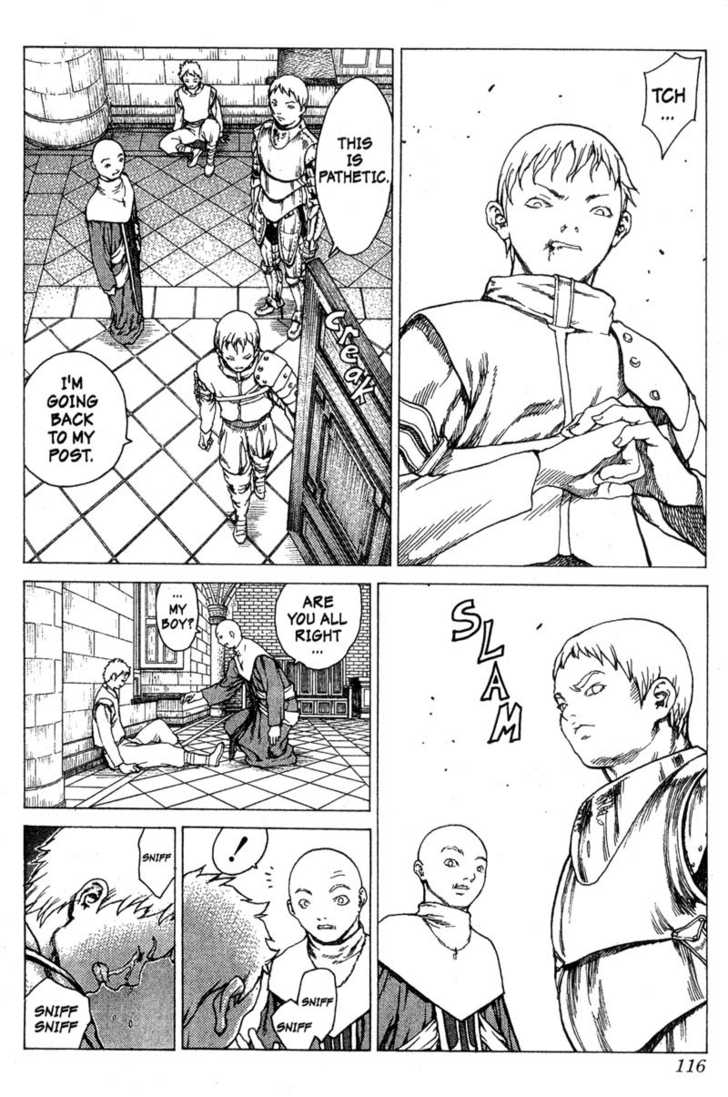 TCH
...
THIS
IS
PATHETIC.
Creak
I'M
GOING
BACK
TO MY
POST.
SLAM
ARE
YOU ALL
RIGHT
...
...
MY
BOY?
!
SNIFF
SNIFF
SNIFF
SNIFF
SNIFF
116